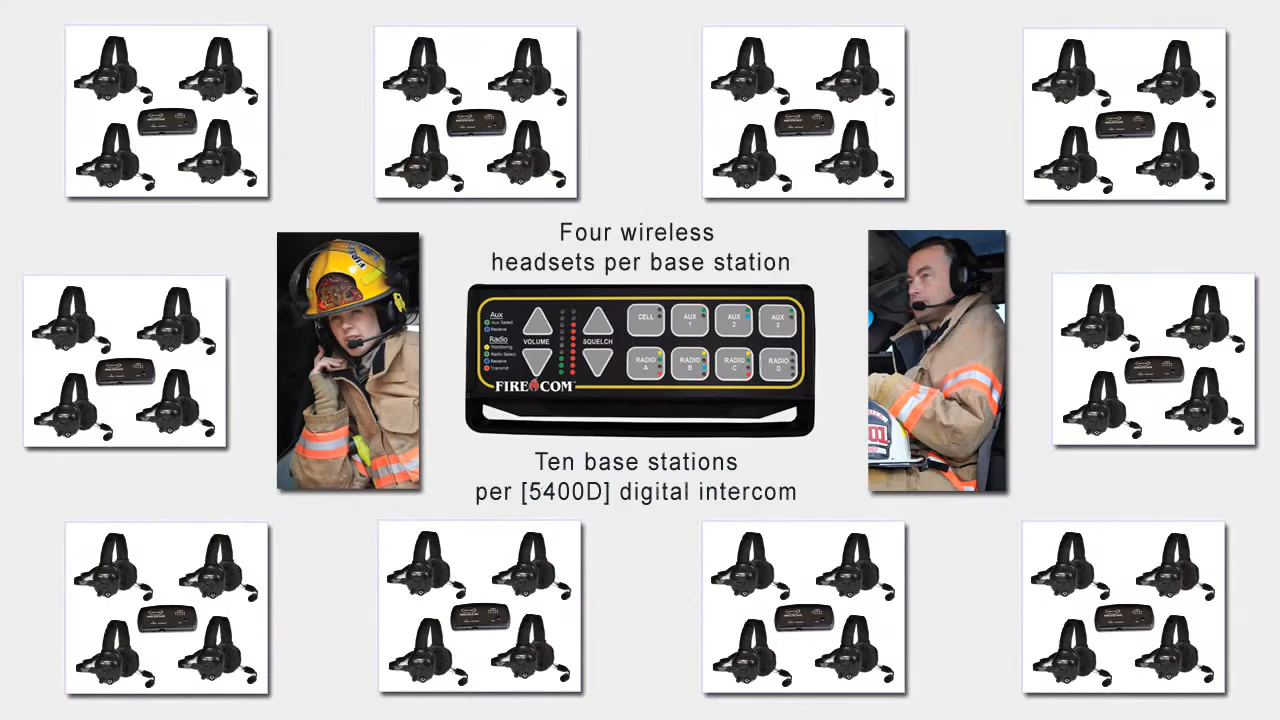 Four wireless
headsets per base station
Aux
Aux Select
Receive
Radio
Monitoring
Radio Select
Receive
Transmit
VOLUME
SQUELCH
CELL
AUX
1
AUX
2
AUX
3
RADIO
A
RADIO
B
RADIO
C
RADIO
D
FIRECOM
Ten base stations
per [5400D] digital intercom